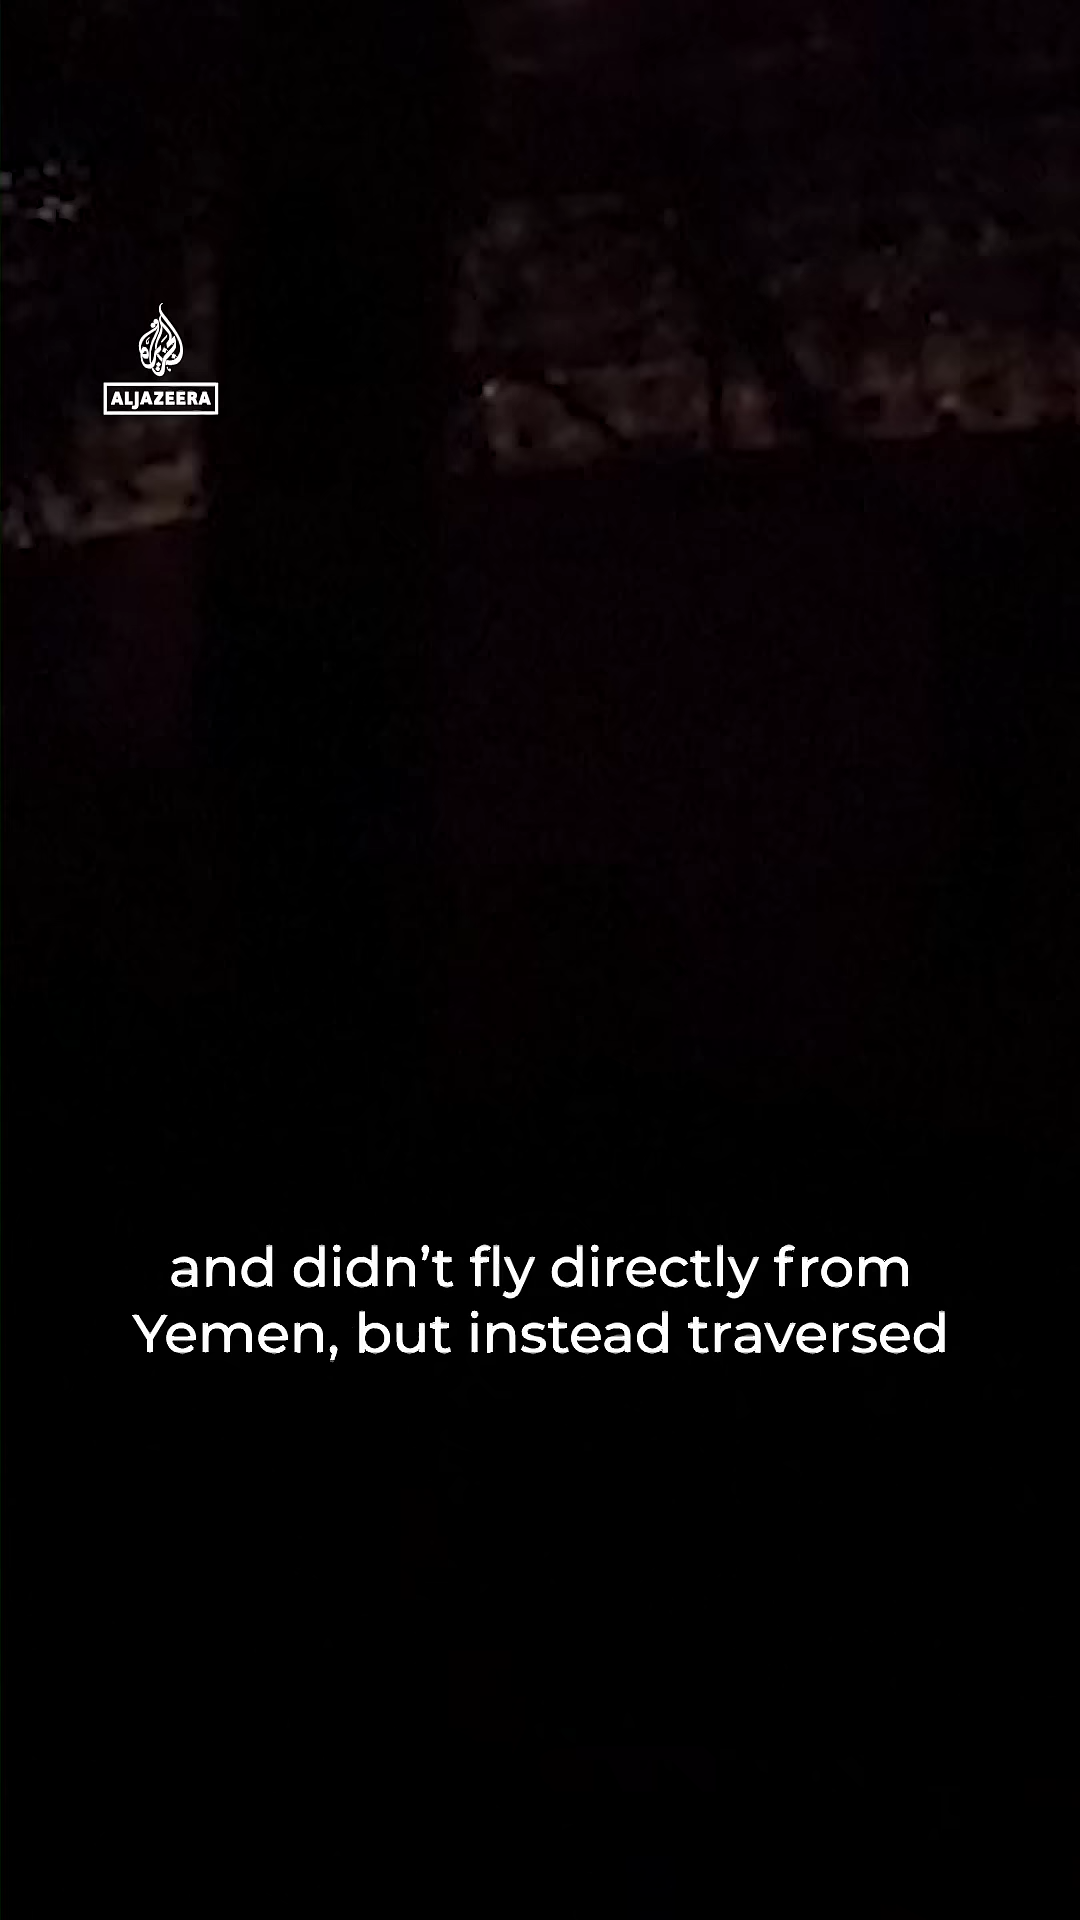 ALJAZEERA
and didn’t fly directly from
Yemen, but instead traversed